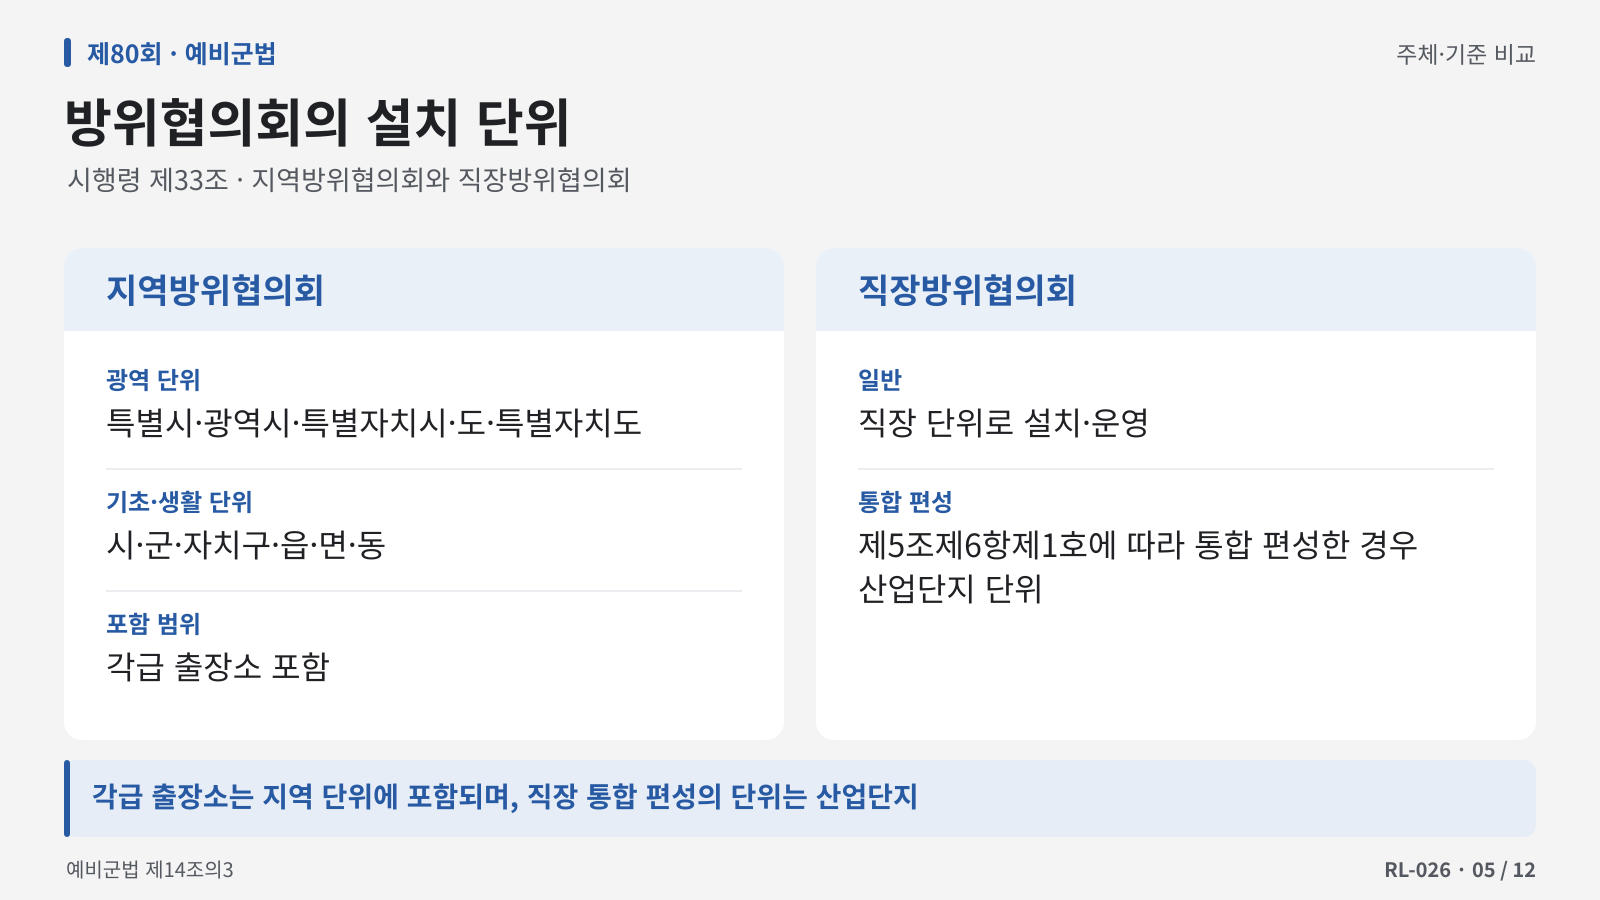 제80회 · 예비군법
주체·기준 비교
방위협의회의 설치 단위
시행령 제33조 · 지역방위협의회와 직장방위협의회
지역방위협의회
광역 단위
특별시·광역시·특별자치시·도·특별자치도
기초·생활 단위
시·군·자치구·읍·면·동
포함 범위
각급 출장소 포함
직장방위협의회
일반
직장 단위로 설치·운영
통합 편성
제5조제6항제1호에 따라 통합 편성한 경우
산업단지 단위
각급 출장소는 지역 단위에 포함되며, 직장 통합 편성의 단위는 산업단지
예비군법 제14조의3
RL-026 · 05 / 12